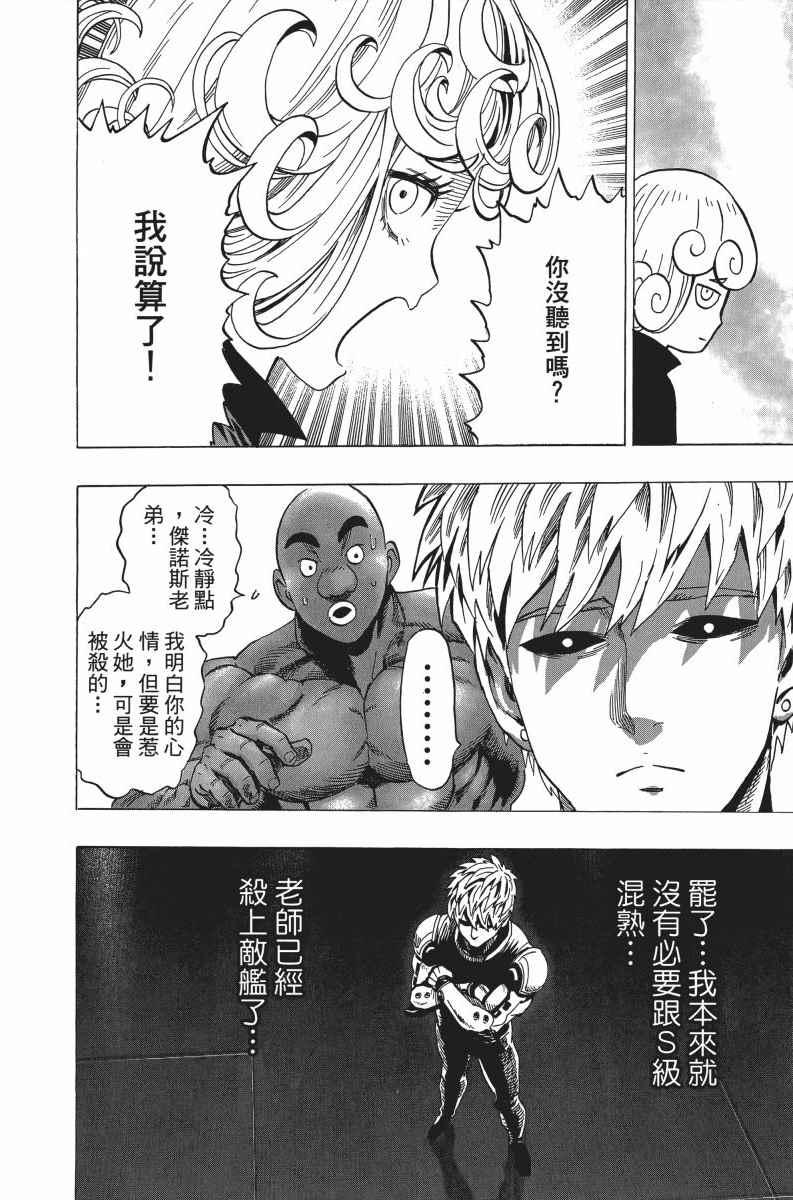 你沒聽到嗎？
我說算了！
………
冷…冷靜點
，傑諾斯老
弟…
我明白你的心
情，但要是惹
火她，可是會
被殺的…
罷了…我本來就
沒有必要跟S級
混熟…
老師已經
殺上敵艦了…